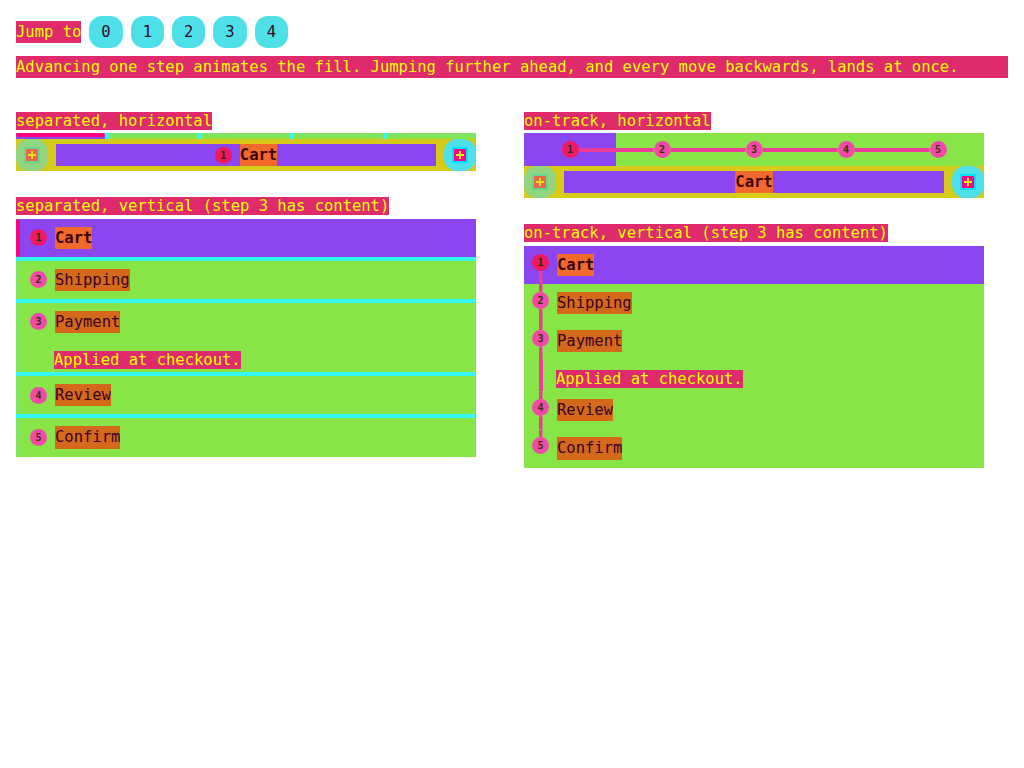 Jump to 0 1 2 3 4
Advancing one step animates the fill. Jumping further ahead, and every move backwards, lands at once.
separated, horizontal
1 Cart
separated, vertical (step 3 has content)
1 Cart
2 Shipping
3 Payment
Applied at checkout.
4 Review
5 Confirm
on-track, horizontal
1 2 3 4 5
Cart
on-track, vertical (step 3 has content)
1 Cart
2 Shipping
3 Payment
Applied at checkout.
4 Review
5 Confirm